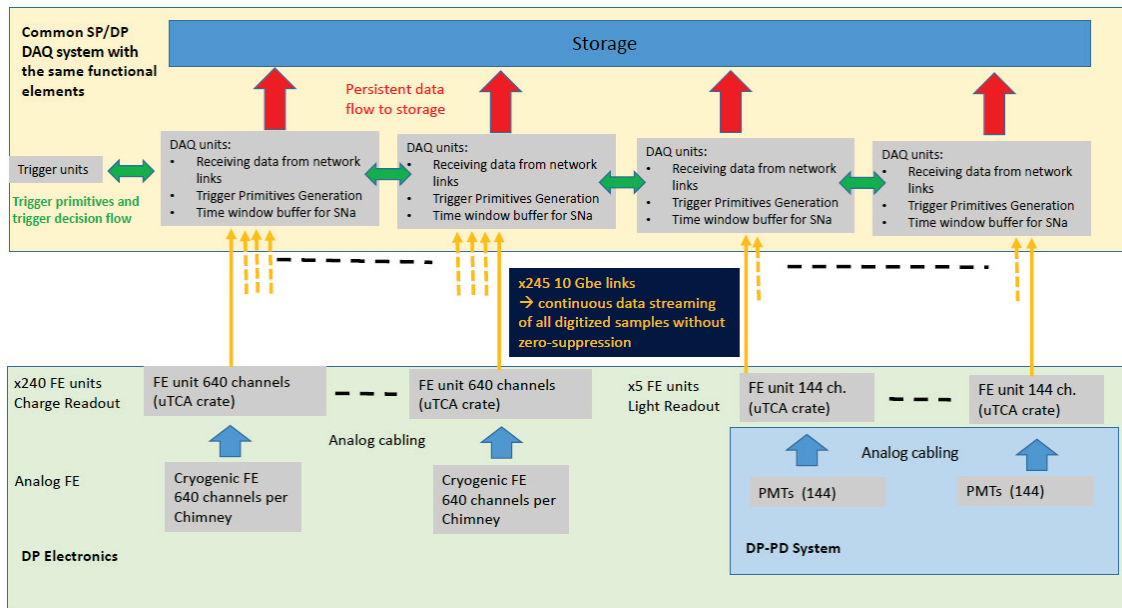 Common SP/DP
DAQ system with
the same functional
elements
Storage
Persistent data
flow to storage
Trigger units
Trigger primitives and
trigger decision flow
DAQ units:
• Receiving data from network
links
• Trigger Primitives Generation
• Time window buffer for SNa
DAQ units:
• Receiving data from network
links
• Trigger Primitives Generation
• Time window buffer for SNa
DAQ units:
• Receiving data from network
links
• Trigger Primitives Generation
• Time window buffer for SNa
DAQ units:
• Receiving data from network
links
• Trigger Primitives Generation
• Time window buffer for SNa
x245 10 Gbe links
→ continuous data streaming
of all digitized samples without
zero-suppression
x240 FE units
Charge Readout
FE unit 640 channels
(uTCA crate)
FE unit 640 channels
(uTCA crate)
x5 FE units
Light Readout
FE unit 144 ch.
(uTCA crate)
FE unit 144 ch.
(uTCA crate)
Analog cabling
Analog cabling
Analog FE
Cryogenic FE
640 channels per
Chimney
Cryogenic FE
640 channels per
Chimney
PMTs (144)
PMTs (144)
DP Electronics
DP-PD System